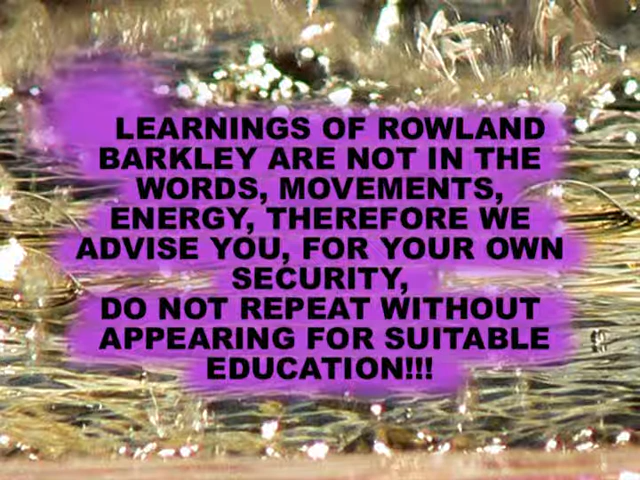 LEARNINGS OF ROWLAND
BARKLEY ARE NOT IN THE
WORDS, MOVEMENTS,
ENERGY, THEREFORE WE
ADVISE YOU, FOR YOUR OWN
SECURITY,
DO NOT REPEAT WITHOUT
APPEARING FOR SUITABLE
EDUCATION!!!